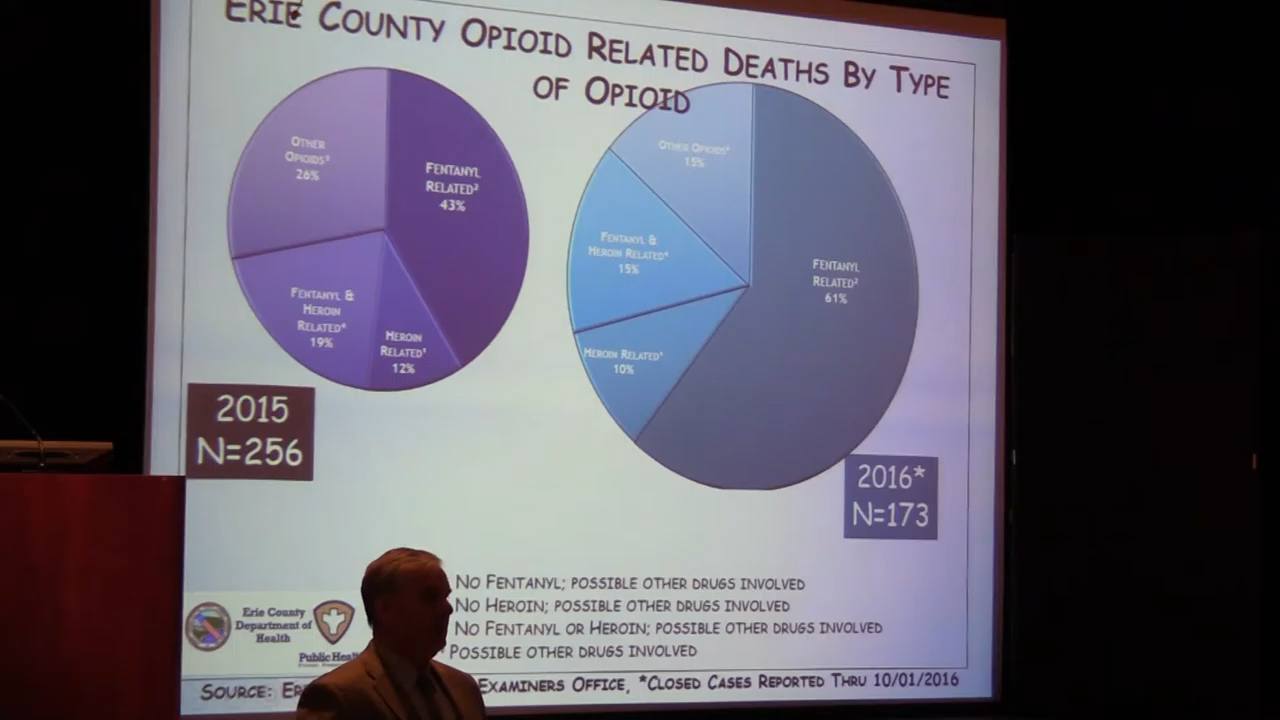 ERIE COUNTY OPIOID RELATED DEATHS BY TYPE
OF OPIOID
OTHER
OPIOIDS³
26%
FENTANYL
RELATED²
43%
FENTANYL &
HEROIN
RELATED⁴
19%
HEROIN
RELATED¹
12%
2015
N=256
OTHER OPIOIDS³
15%
FENTANYL &
HEROIN RELATED⁴
15%
HEROIN RELATED¹
10%
FENTANYL
RELATED²
61%
2016*
N=173
NO FENTANYL; POSSIBLE OTHER DRUGS INVOLVED
NO HEROIN; POSSIBLE OTHER DRUGS INVOLVED
NO FENTANYL OR HEROIN; POSSIBLE OTHER DRUGS INVOLVED
POSSIBLE OTHER DRUGS INVOLVED
Erie County
Department of
Health
Public
SOURCE: EXAMINERS OFFICE, *CLOSED CASES REPORTED THRU 10/01/2016